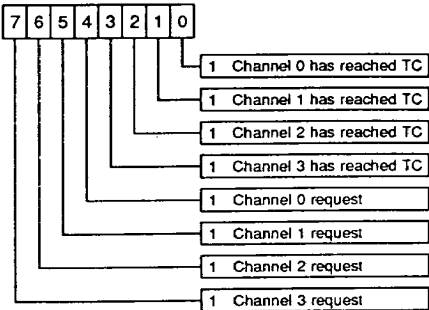 7 6 5 4 3 2 1 0
1 Channel 0 has reached TC
1 Channel 1 has reached TC
1 Channel 2 has reached TC
1 Channel 3 has reached TC
1 Channel 0 request
1 Channel 1 request
1 Channel 2 request
1 Channel 3 request